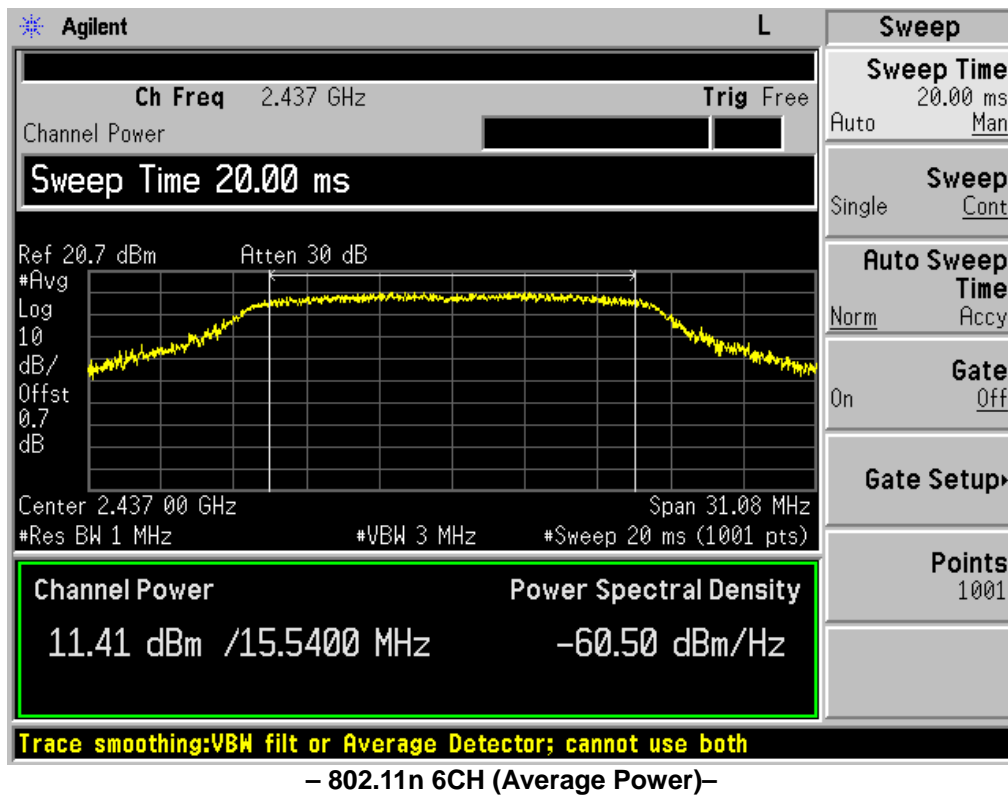 Agilent L
Ch Freq 2.437 GHz Trig Free
Channel Power
Sweep Time 20.00 ms
Ref 20.7 dBm Atten 30 dB
#Avg
Log
10
dB/
Offst
0.7
dB
Center 2.437 00 GHz Span 31.08 MHz
#Res BW 1 MHz #VBW 3 MHz #Sweep 20 ms (1001 pts)
Channel Power Power Spectral Density
11.41 dBm /15.5400 MHz -60.50 dBm/Hz
Trace smoothing:VBW filt or Average Detector; cannot use both
Sweep
Sweep Time
20.00 ms
Auto Man
Sweep
Single Cont
Auto Sweep
Time
Norm Accy
Gate
On Off
Gate Setup▸
Points
1001
– 802.11n 6CH (Average Power)–